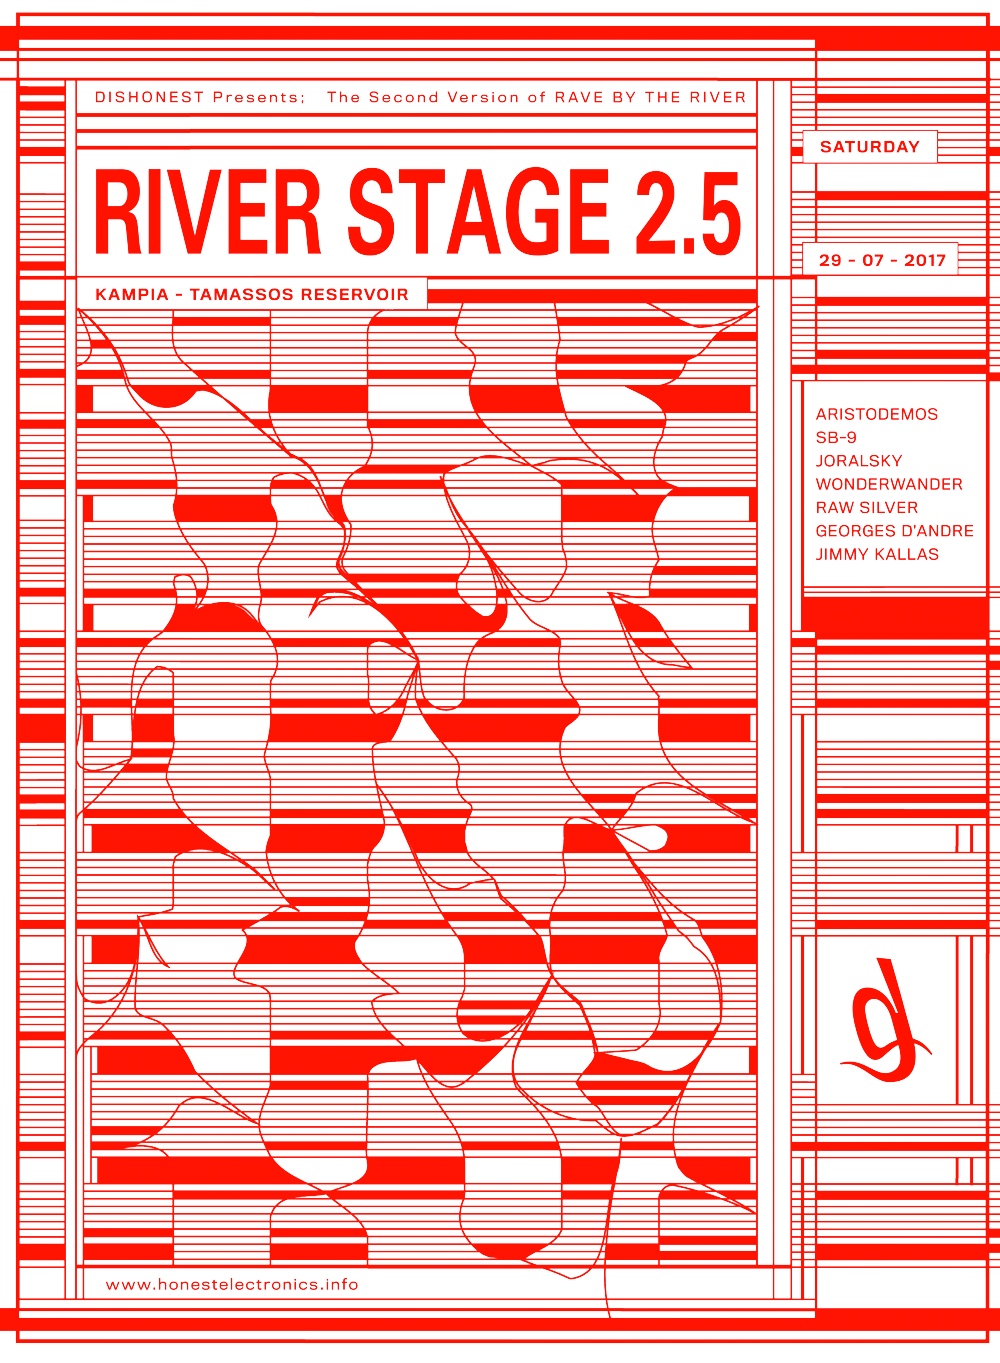 DISHONEST Presents; The Second Version of RAVE BY THE RIVER
RIVER STAGE 2.5
KAMPIA - TAMASSOS RESERVOIR
SATURDAY
29 - 07 - 2017
ARISTODEMOS
SB-9
JORALSKY
WONDERWANDER
RAW SILVER
GEORGES D'ANDRE
JIMMY KALLAS
www.honestelectronics.info